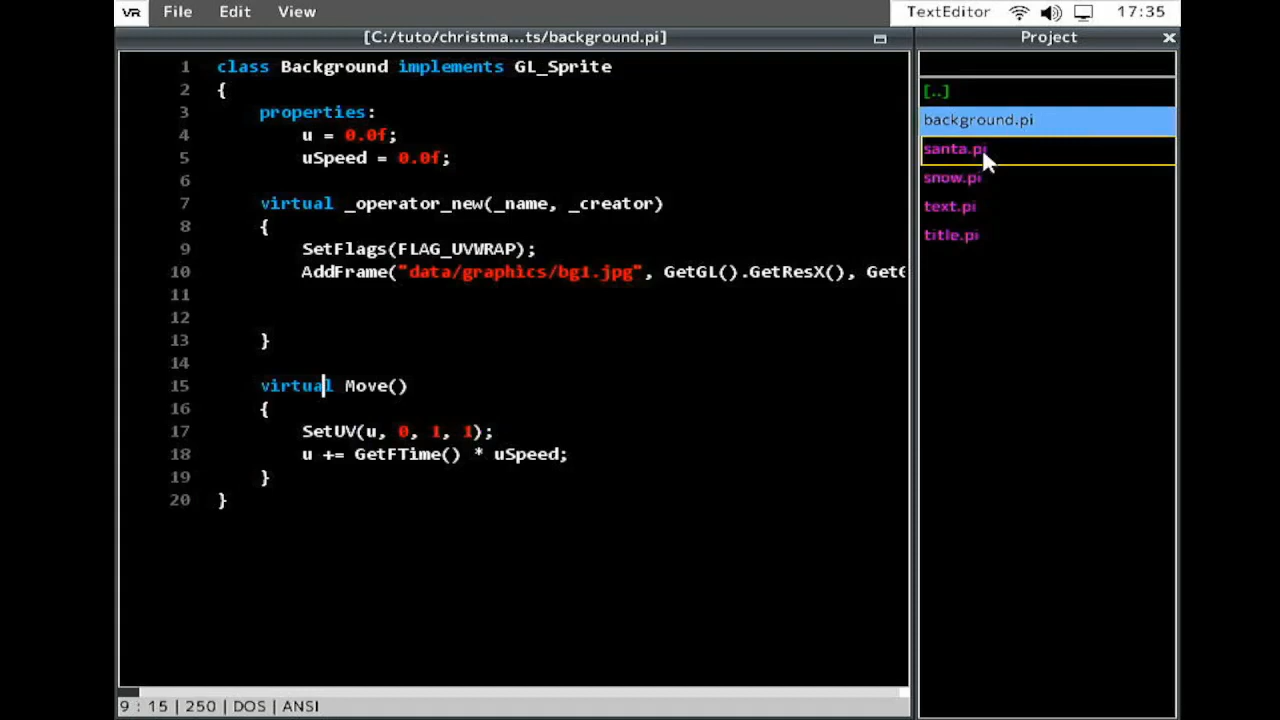 VR File Edit View TextEditor 17:35
[C:/tuto/christma...ts/background.pi]
Project
1 class Background implements GL_Sprite
2 {
3 properties:
4 u = 0.0f;
5 uSpeed = 0.0f;
6
7 virtual _operator_new(_name, _creator)
8 {
9 SetFlags(FLAG_UVWRAP);
10 AddFrame("data/graphics/bg1.jpg", GetGL().GetResX(), Get
11
12
13 }
14
15 virtual Move()
16 {
17 SetUV(u, 0, 1, 1);
18 u += GetFTime() * uSpeed;
19 }
20 }
9 : 15 | 250 | DOS | ANSI
[..]
background.pi
santa.pi
snow.pi
text.pi
title.pi